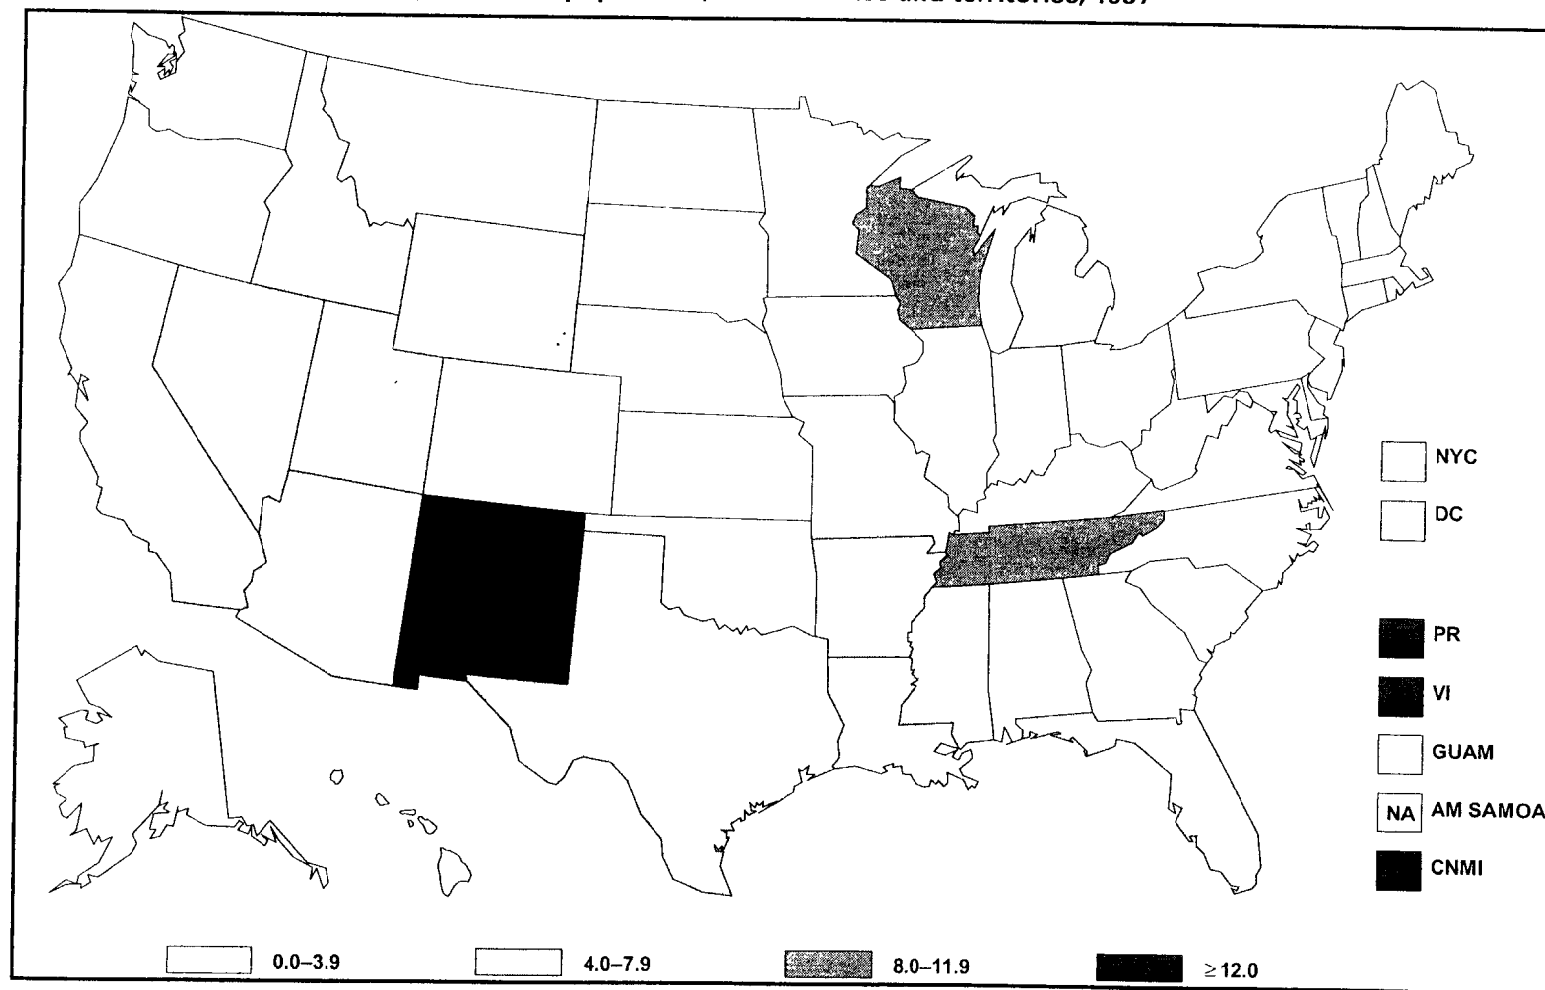 NYC
DC
PR
VI
GUAM
NA AM SAMOA
CNMI
0.0–3.9 4.0–7.9 8.0–11.9 ≥12.0